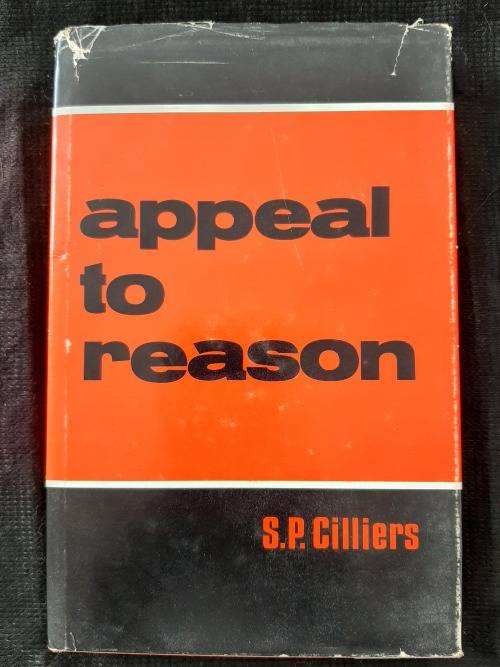 appeal
to
reason
S.P. Cilliers